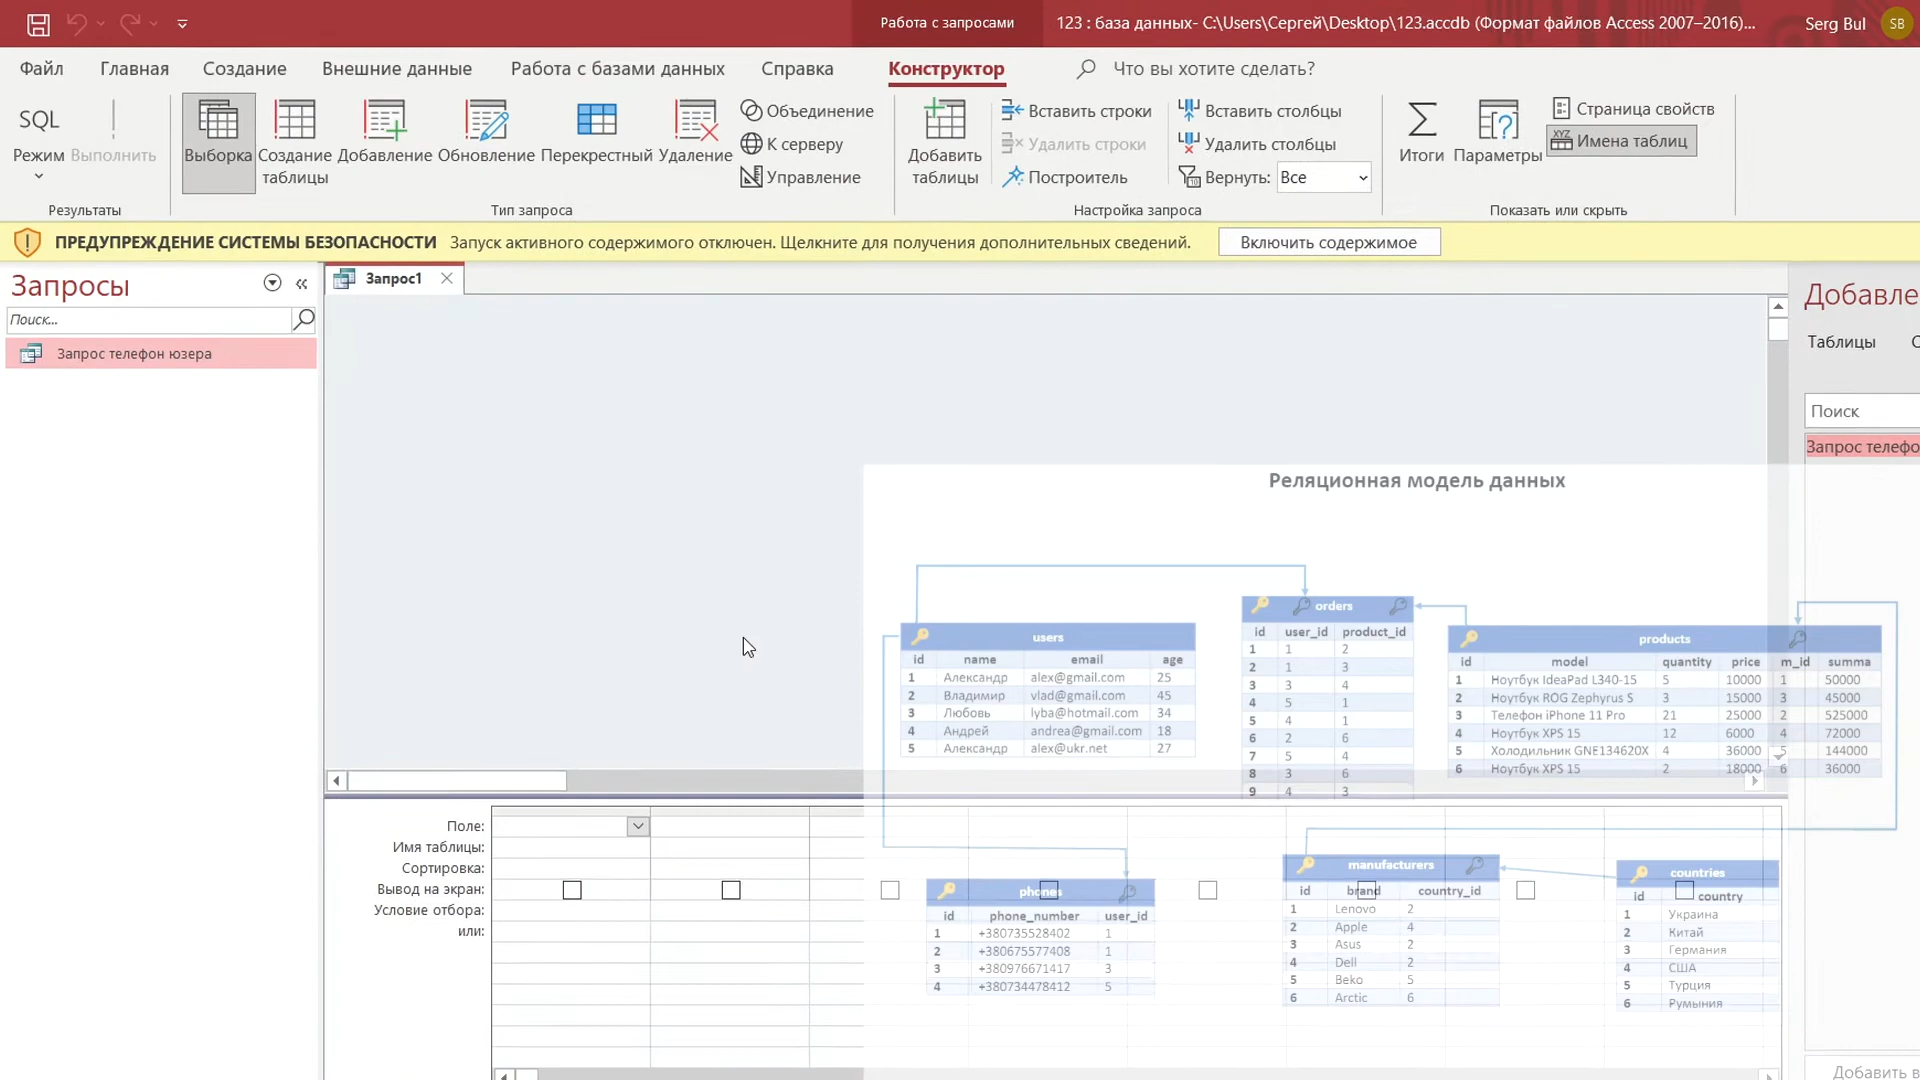 Работа с запросами
123 : база данных- C:\Users\Сергей\Desktop\123.accdb (Формат файлов Access 2007–2016)...
Serg Bul
SB
Файл
Главная
Создание
Внешние данные
Работа с базами данных
Справка
Конструктор
Что вы хотите сделать?
SQL
Режим
Выполнить
Результаты
Выборка
Создание таблицы
Добавление
Обновление
Перекрестный
Удаление
Объединение
К серверу
Управление
Тип запроса
Добавить таблицы
Вставить строки
Удалить строки
Построитель
Вставить столбцы
Удалить столбцы
Вернуть: Все
Настройка запроса
Итоги
Параметры
Страница свойств
XYZ Имена таблиц
Показать или скрыть
ПРЕДУПРЕЖДЕНИЕ СИСТЕМЫ БЕЗОПАСНОСТИ Запуск активного содержимого отключен. Щелкните для получения дополнительных сведений.
Включить содержимое
Запросы
Поиск...
Запрос телефон юзера
Запрос1
Добавле
Таблицы
С
Поиск
Запрос телефо
Реляционная модель данных
users
id name email age
1 Александр alex@gmail.com 25
2 Владимир vlad@gmail.com 45
3 Любовь lyba@hotmail.com 34
4 Андрей andrea@gmail.com 18
5 Александр alex@ukr.net 27
orders
id user_id product_id
1 1 2
2 1 3
3 3 4
4 5 1
5 4 1
6 2 6
7 5 4
8 3 6
9 4 3
products
id model quantity price m_id summa
1 Ноутбук IdeaPad L340-15 5 10000 1 50000
2 Ноутбук ROG Zephyrus S 3 15000 3 45000
3 Телефон iPhone 11 Pro 21 25000 2 525000
4 Ноутбук XPS 15 12 6000 4 72000
5 Холодильник GNE134620X 4 36000 5 144000
6 Ноутбук XPS 15 2 18000 6 36000
Поле:
Имя таблицы:
Сортировка:
Вывод на экран:
Условие отбора:
или:
phones
id phone_number user_id
1 +380735528402 1
2 +380675577408 1
3 +380976671417 3
4 +380734478412 5
manufacturers
id brand country_id
1 Lenovo 2
2 Apple 4
3 Asus 2
4 Dell 2
5 Beko 5
6 Arctic 6
countries
id country
1 Украина
2 Китай
3 Германия
4 США
5 Турция
6 Румыния
Добавить в